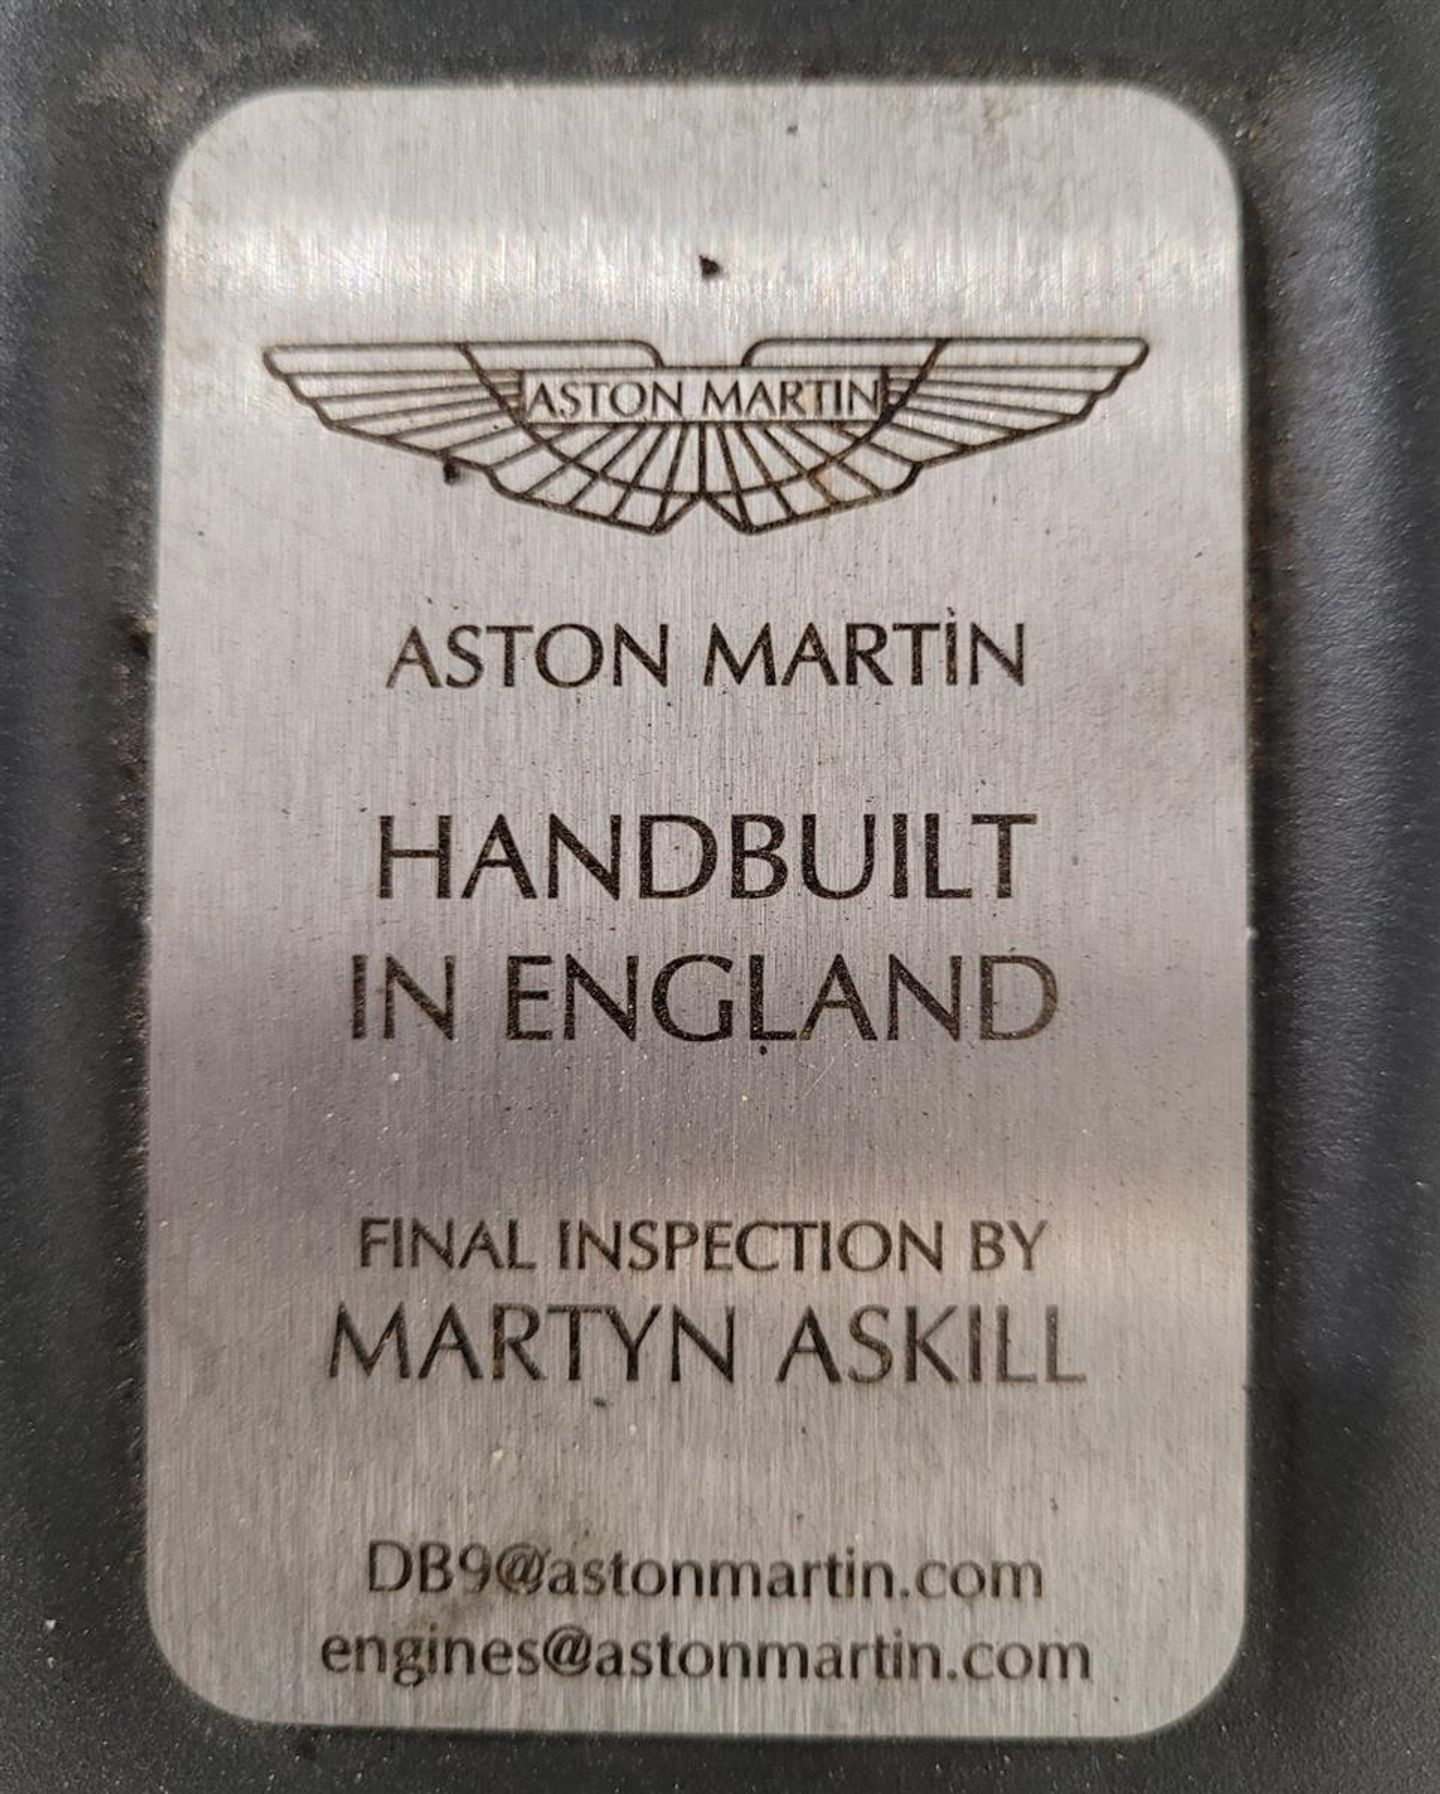 ASTON MARTIN
ASTON MARTIN
HANDBUILT
IN ENGLAND
FINAL INSPECTION BY
MARTYN ASKILL
DB9@astonmartin.com
engines@astonmartin.com